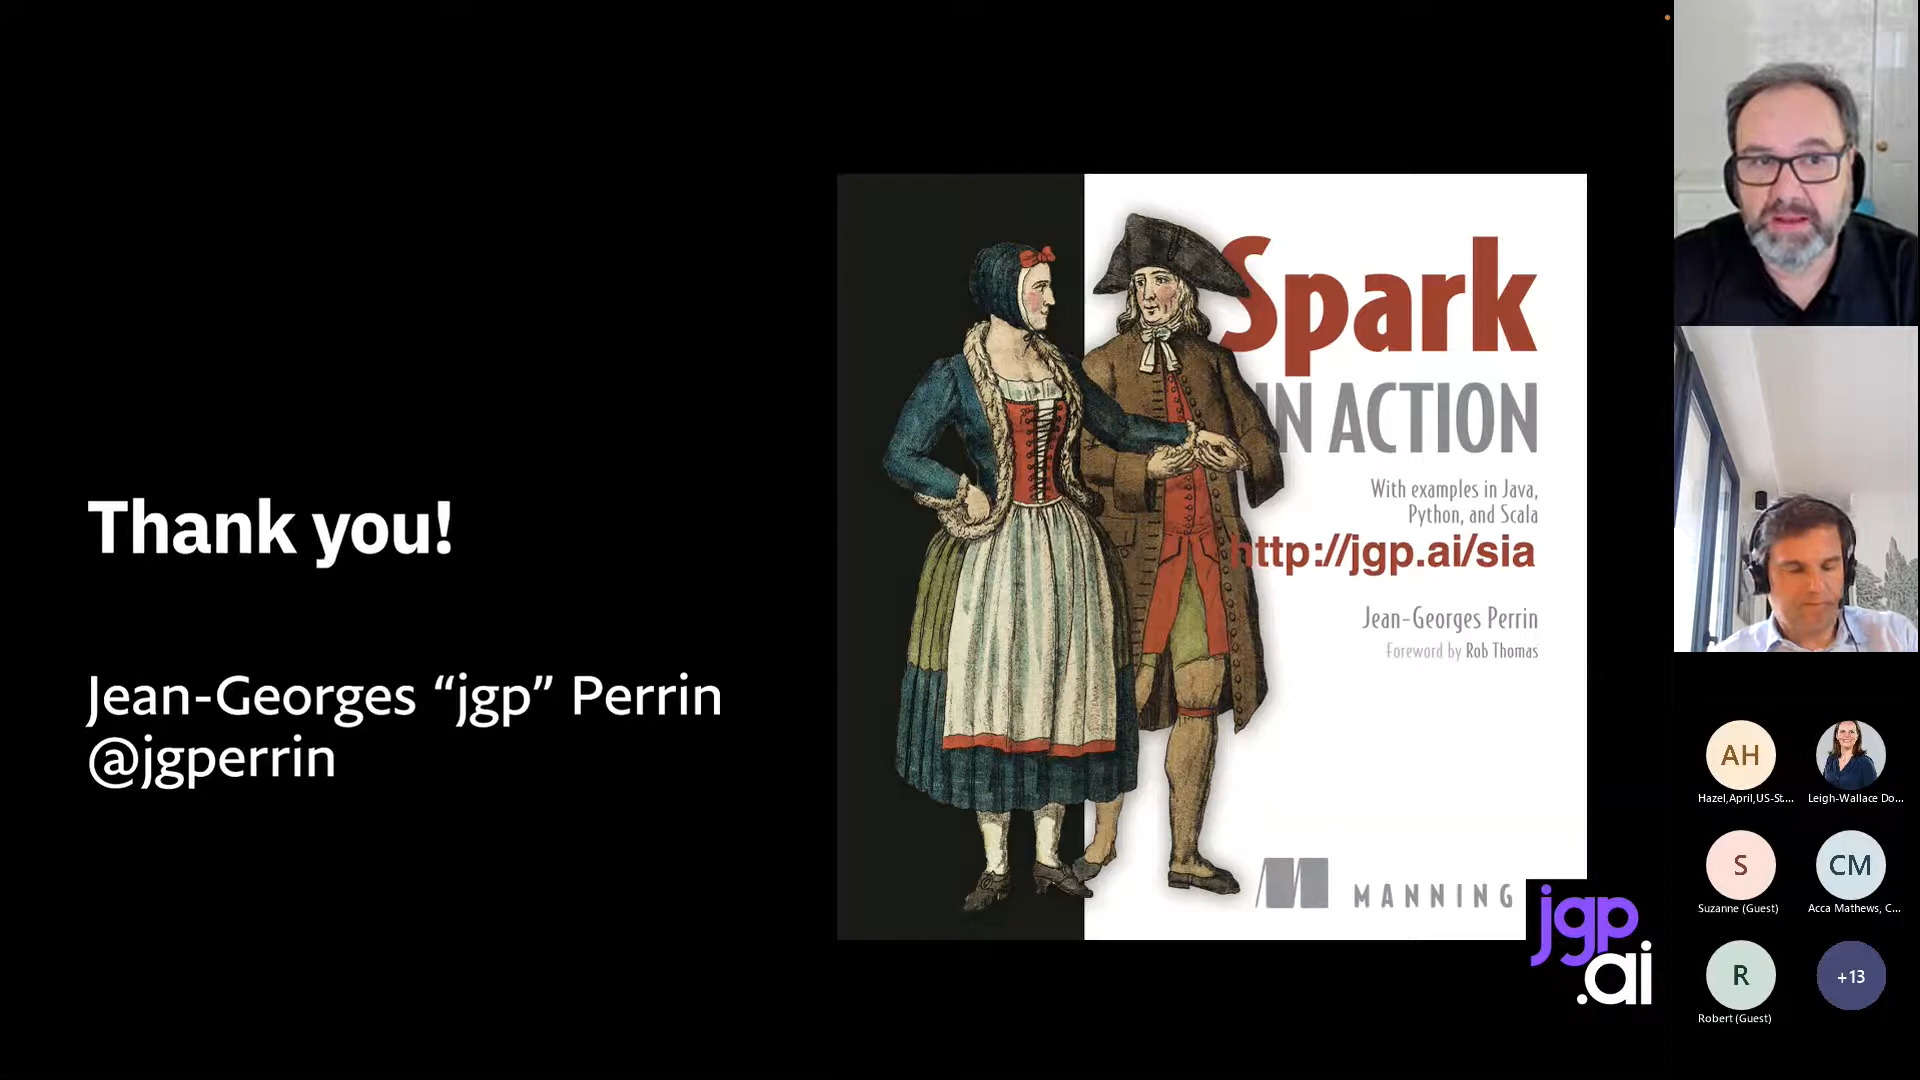 Thank you!
Jean-Georges “jgp” Perrin
@jgperrin
Spark
IN ACTION
With examples in Java,
Python, and Scala
http://jgp.ai/sia
Jean-Georges Perrin
Foreword by Rob Thomas
MANNING
jgp
.ai
AH
Hazel,April,US-St...
Leigh-Wallace Do...
S
Suzanne (Guest)
CM
Acca Mathews, C...
R
Robert (Guest)
+13